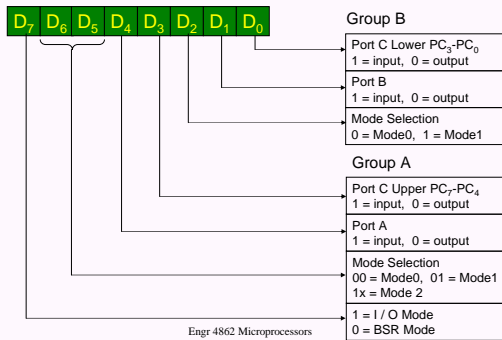 D7 D6 D5 D4 D3 D2 D1 D0
Group B
Port C Lower PC3-PC0
1 = input, 0 = output
Port B
1 = input, 0 = output
Mode Selection
0 = Mode0, 1 = Mode1
Group A
Port C Upper PC7-PC4
1 = input, 0 = output
Port A
1 = input, 0 = output
Mode Selection
00 = Mode0, 01 = Mode1
1x = Mode 2
1 = I / O Mode
0 = BSR Mode
Engr 4862 Microprocessors